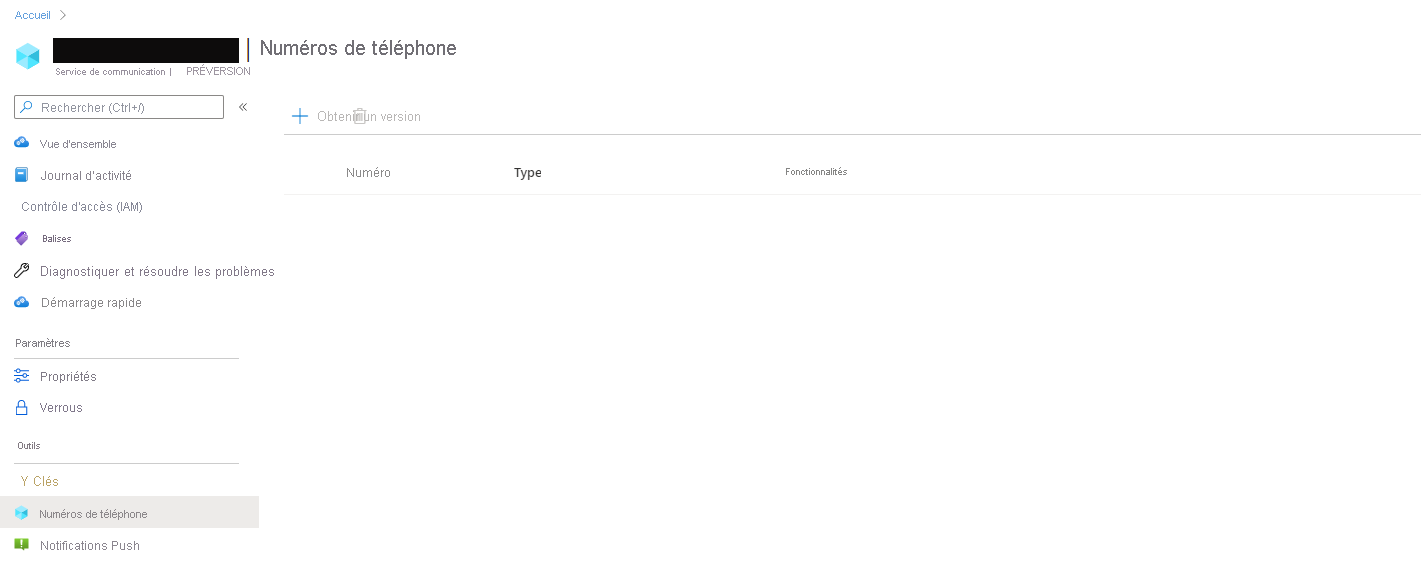 Accueil
Numéros de téléphone
Service de communication | PRÉVERSION
Rechercher (Ctrl+/)
Vue d'ensemble
Journal d'activité
Contrôle d'accès (IAM)
Balises
Diagnostiquer et résoudre les problèmes
Démarrage rapide
Paramètres
Propriétés
Verrous
Outils
Y Clés
Numéros de téléphone
Notifications Push
Obtenir un version
Numéro Type Fonctionnalités